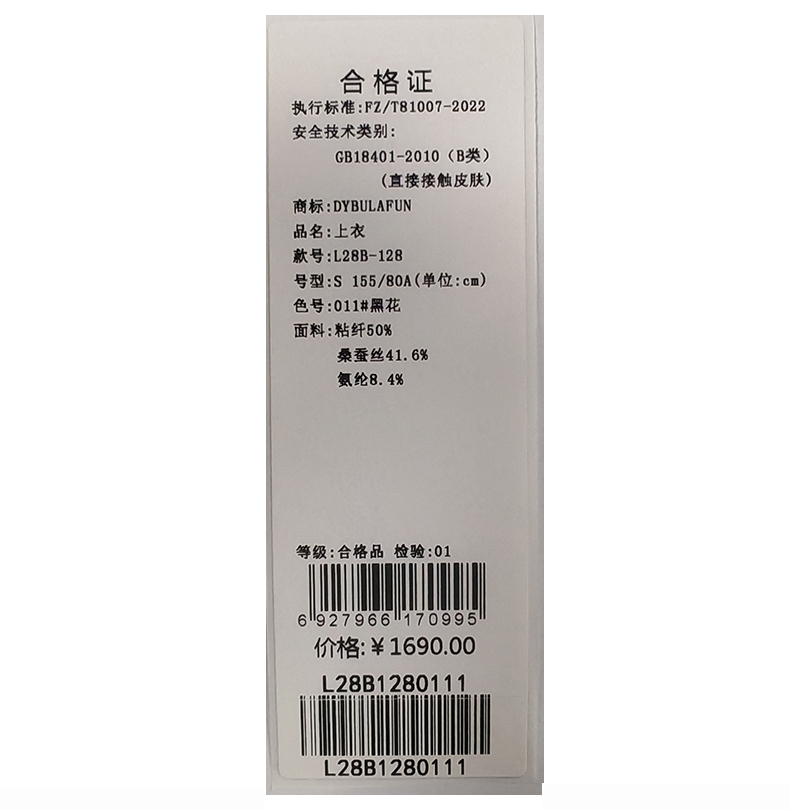 合格证
执行标准:FZ/T81007-2022
安全技术类别:
GB18401-2010（B类）
(直接接触皮肤)
商标:DYBULAFUN
品名:上衣
款号:L28B-128
号型:S 155/80A(单位:cm)
色号:011#黑花
面料:粘纤50%
桑蚕丝41.6%
氨纶8.4%
等级:合格品 检验:01
6 927966 170995
价格:￥1690.00
L28B1280111
L28B1280111